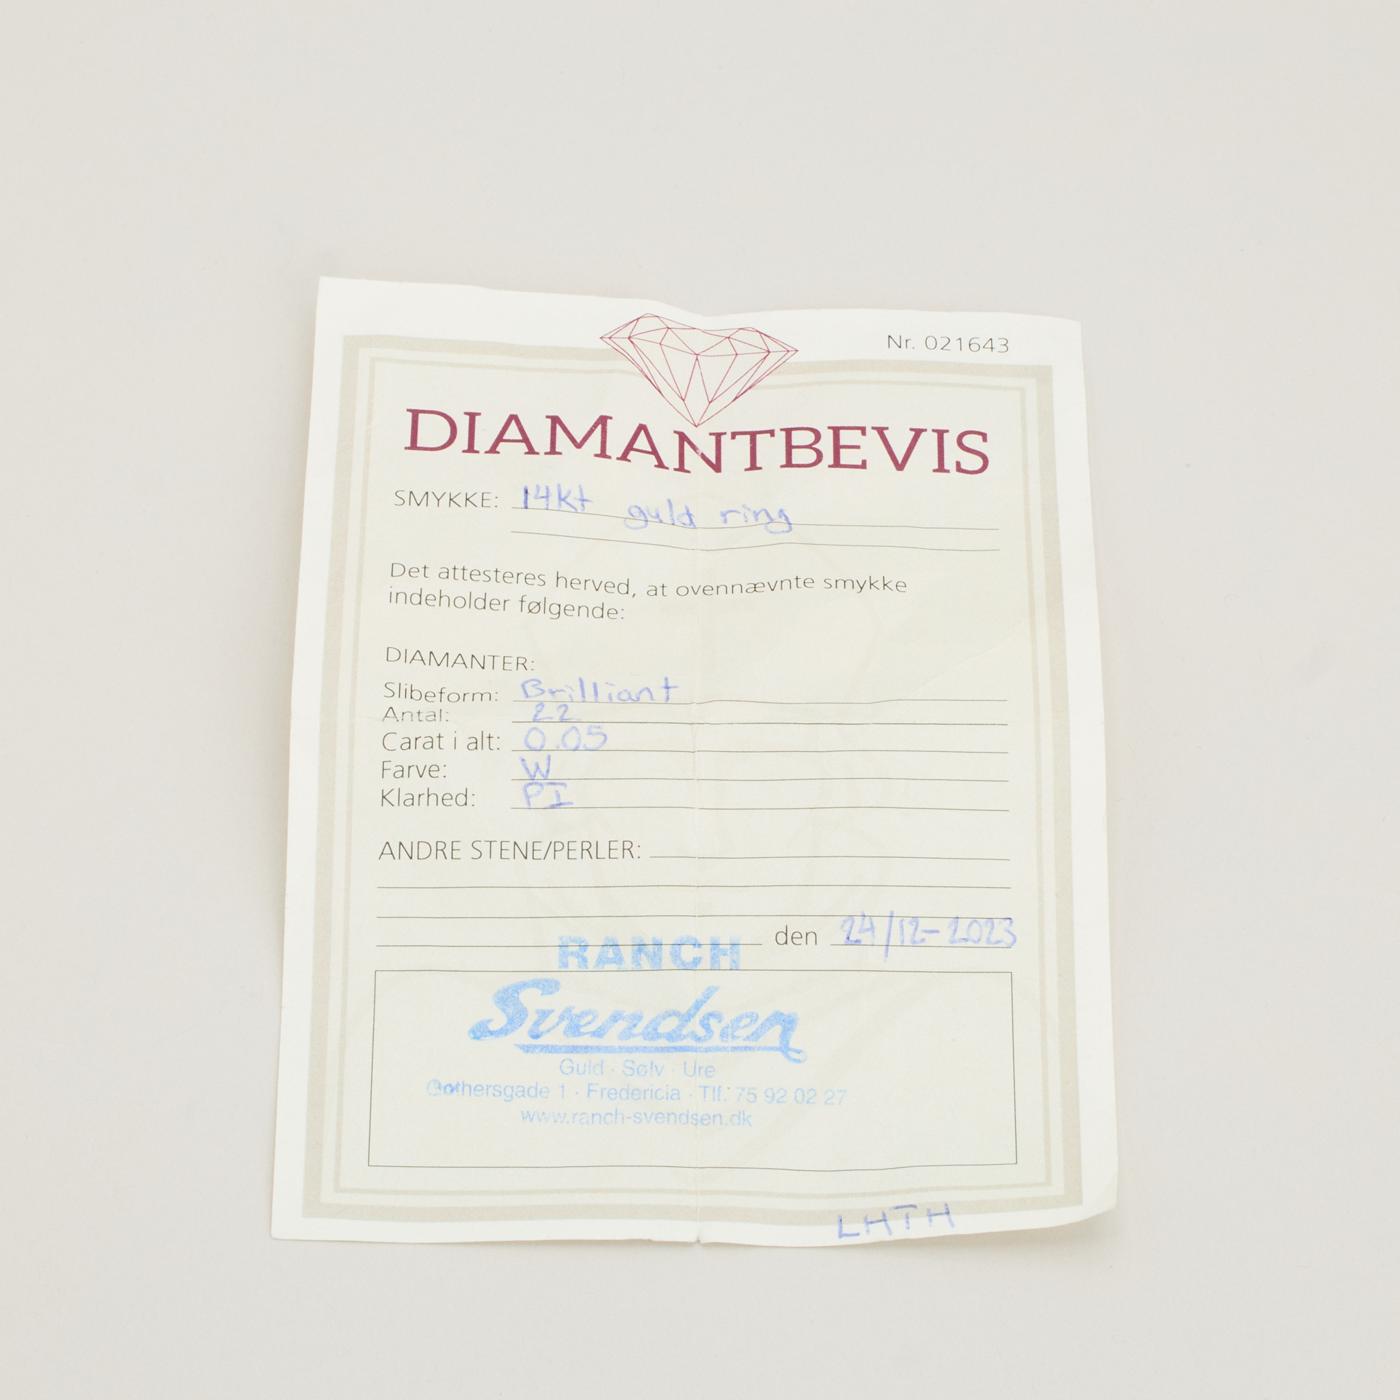 Nr. 021643
DIAMANTBEVIS
SMYKKE: 14kt guld ring
Det attesteres herved, at ovennævnte smykke
indeholder følgende:
DIAMANTER:
Slibeform: Brilliant
Antal: 22
Carat i alt: 0.05
Farve: W
Klarhed: PI
ANDRE STENE/PERLER:
den 24/12-2023
RANCH
Svendsen
Guld · Sølv · Ure
Gothersgade 1 · Fredericia · Tlf. 75 92 02 27
www.ranch-svendsen.dk
LHTH